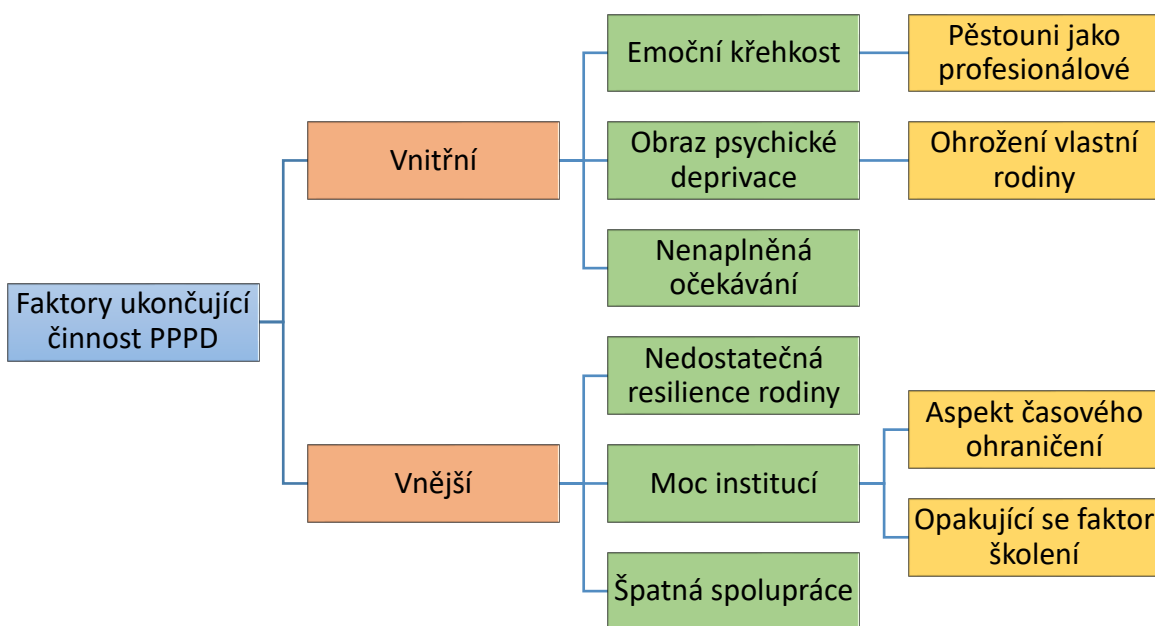 Faktory ukončující
činnost PPPD
Vnitřní
Emoční křehkost
Pěstouni jako
profesionálové
Obraz psychické
deprivace
Ohrožení vlastní
rodiny
Nenaplněná
očekávání
Vnější
Nedostatečná
resilience rodiny
Moc institucí
Aspekt časového
ohraničení
Opakující se faktor
školení
Špatná spolupráce